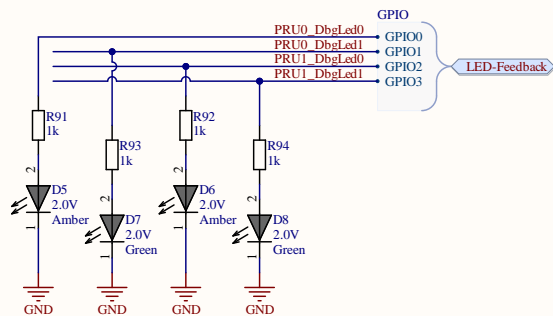 GPIO
PRU0_DbgLed0
GPIO0
PRU0_DbgLed1
GPIO1
PRU1_DbgLed0
GPIO2
LED-Feedback
PRU1_DbgLed1
GPIO3
R91
1k
R92
1k
R93
1k
R94
1k
2
D5
2.0V
Amber
1
2
D6
2.0V
Amber
1
2
D7
2.0V
Green
1
2
D8
2.0V
Green
1
GND
GND
GND
GND